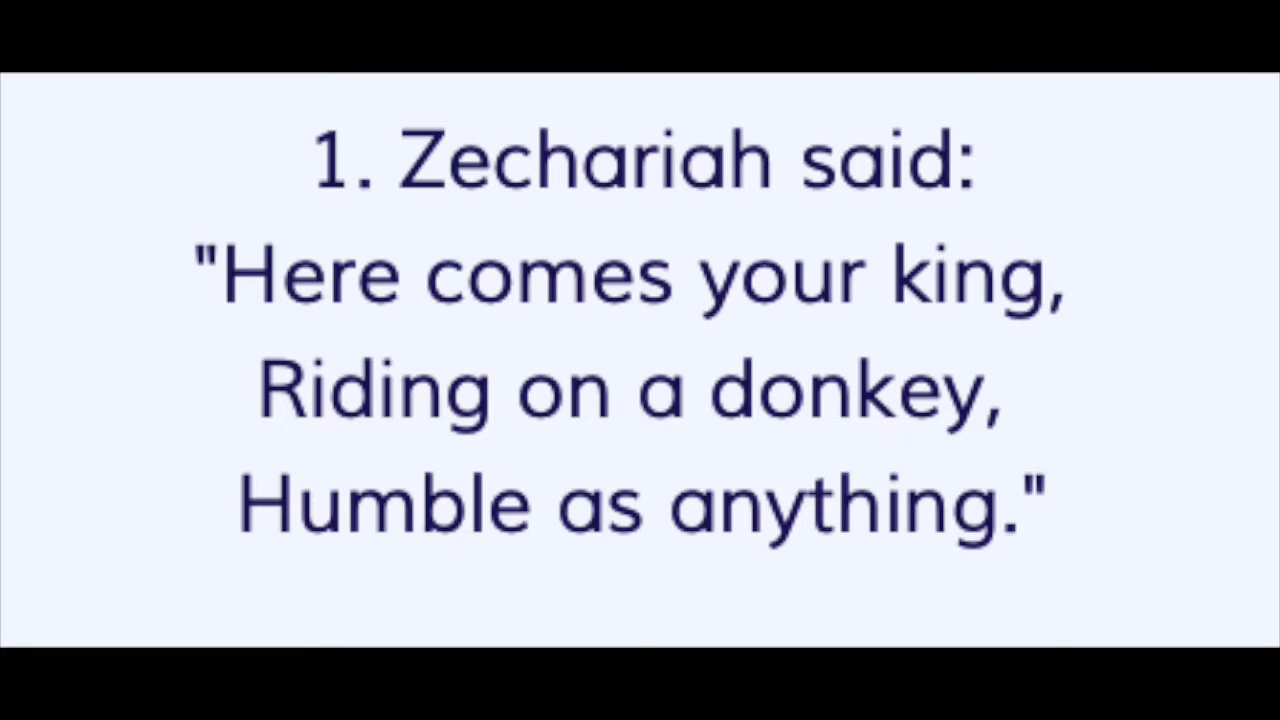 1. Zechariah said:
"Here comes your king,
Riding on a donkey,
Humble as anything."